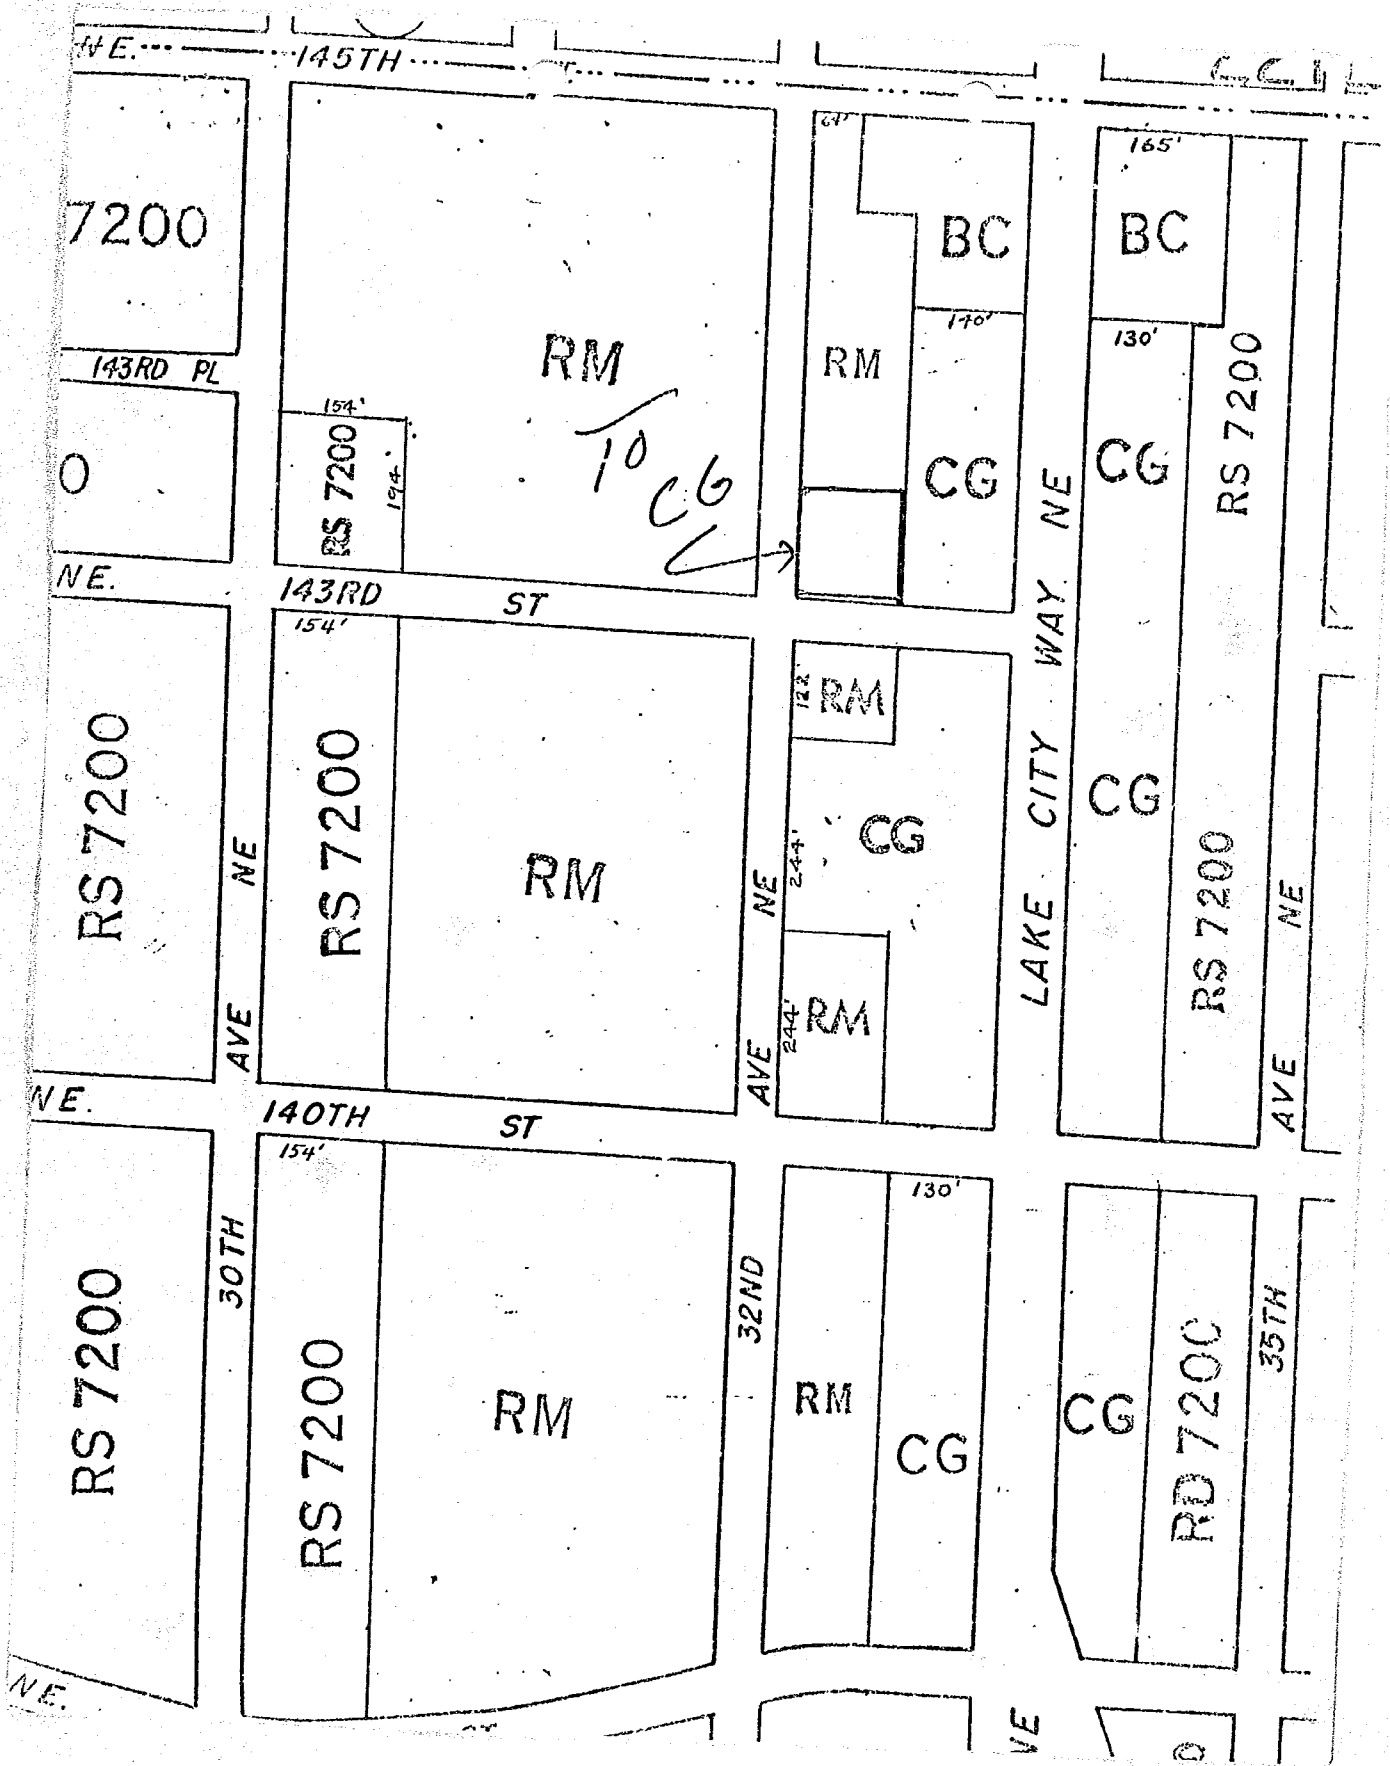 NE. 145TH
64'
165'
7200
BC
BC
140'
130'
143RD PL
RM
RM
RS 7200
154'
RS 7200
194'
TO
CG
CG
CG
0
NE.
143RD ST
154'
122'
RM
LAKE CITY WAY NE
RS 7200
RS 7200
RM
CG
244'
CG
RS 7200
AVE NE
AVE NE
AVE NE
244'
RM
NE.
140TH ST
154'
130'
30TH
32ND
35TH
RS 7200
RS 7200
RM
RM
CG
CG
RD 7200
NE.